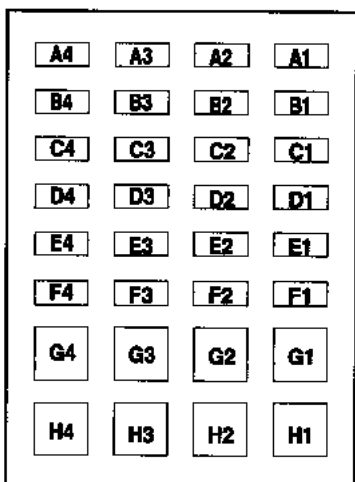 A4 A3 A2 A1
B4 B3 B2 B1
C4 C3 C2 C1
D4 D3 D2 D1
E4 E3 E2 E1
F4 F3 F2 F1
G4 G3 G2 G1
H4 H3 H2 H1